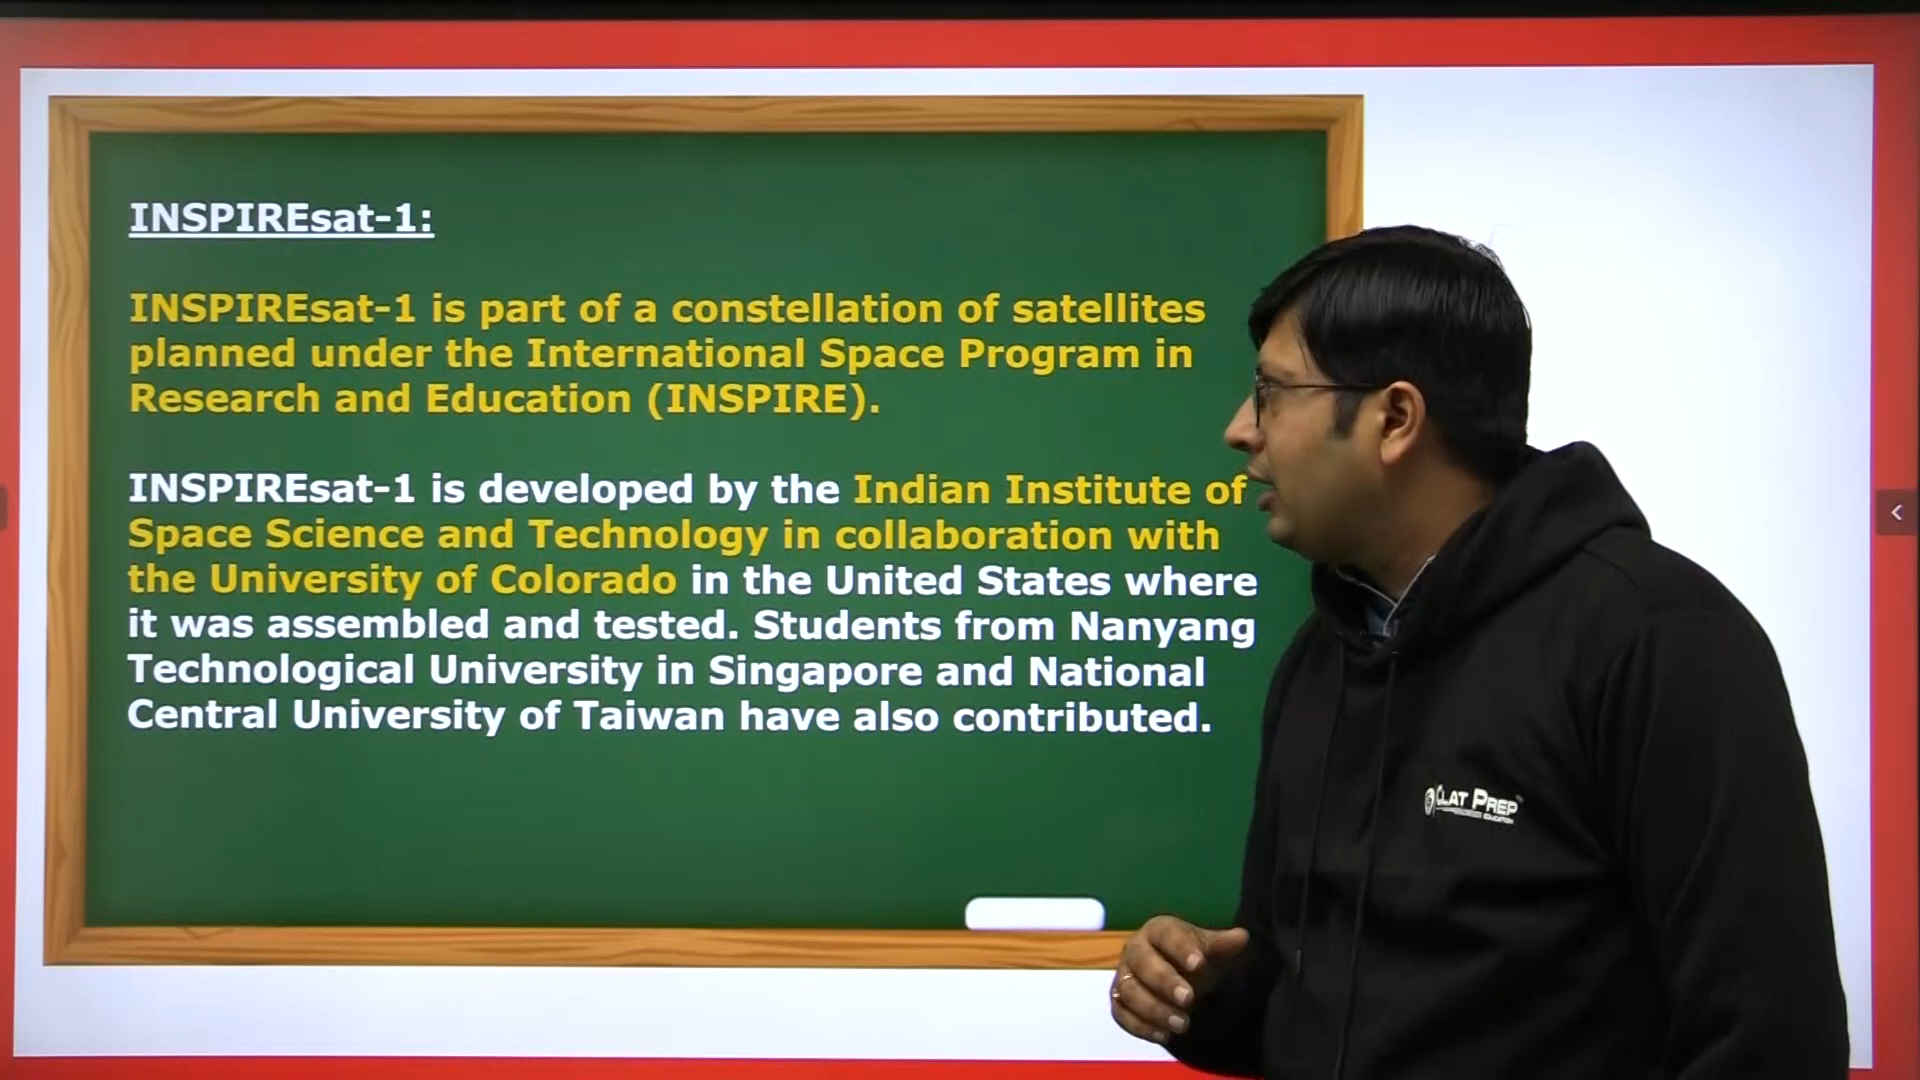 INSPIREsat-1:
INSPIREsat-1 is part of a constellation of satellites
planned under the International Space Program in
Research and Education (INSPIRE).
INSPIREsat-1 is developed by the Indian Institute of
Space Science and Technology in collaboration with
the University of Colorado in the United States where
it was assembled and tested. Students from Nanyang
Technological University in Singapore and National
Central University of Taiwan have also contributed.
CLAT PREP